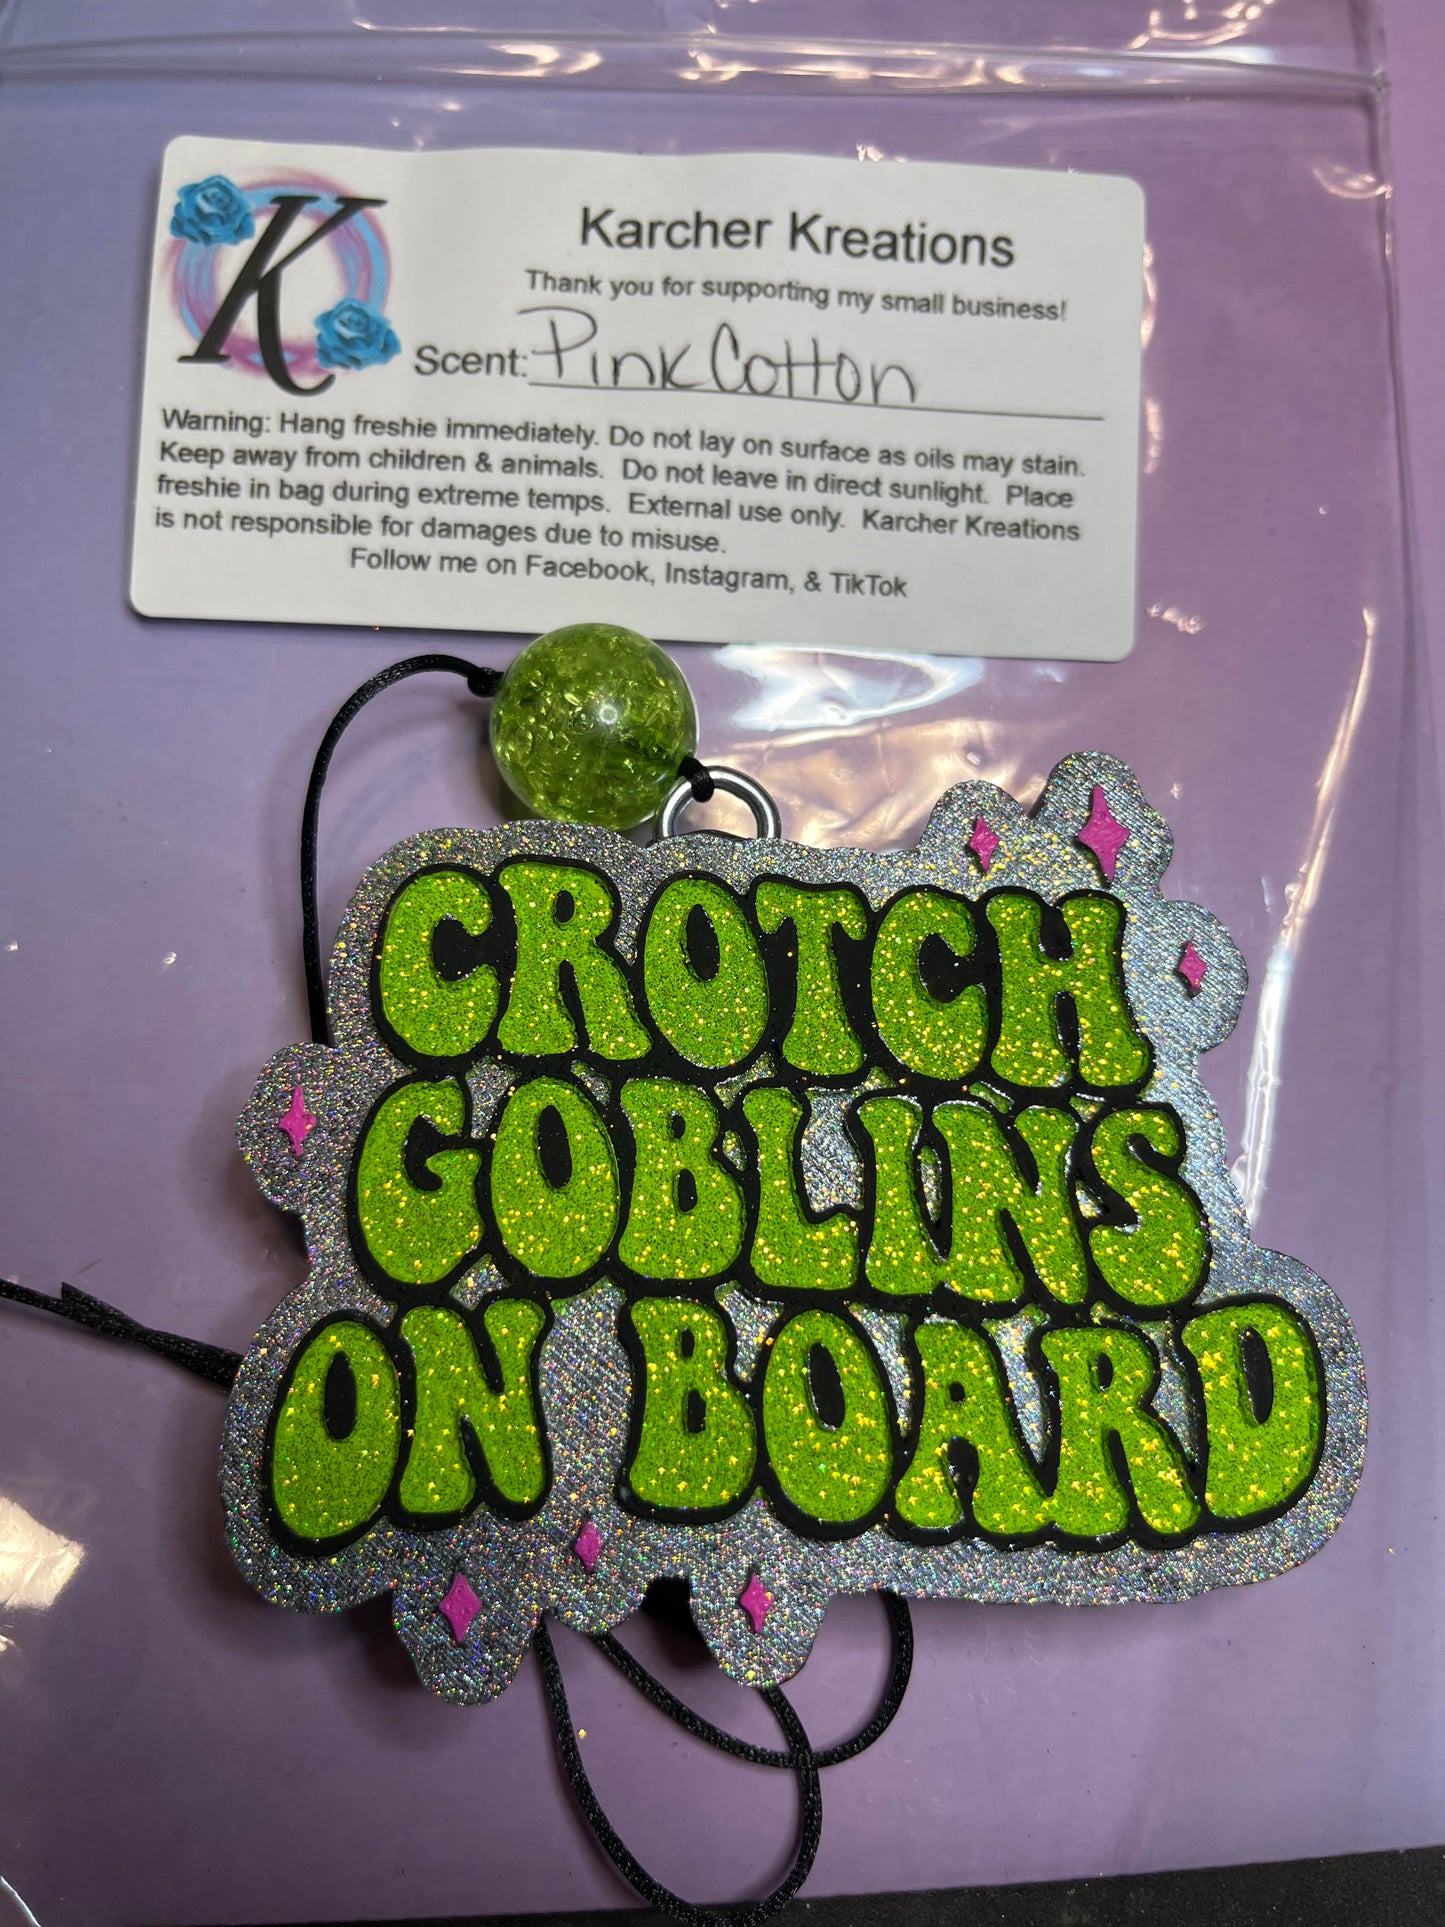 K
Karcher Kreations
Thank you for supporting my small business!
Scent: Pink Cotton
Warning: Hang freshie immediately. Do not lay on surface as oils may stain.
Keep away from children & animals. Do not leave in direct sunlight. Place
freshie in bag during extreme temps. External use only. Karcher Kreations
is not responsible for damages due to misuse.
Follow me on Facebook, Instagram, & TikTok
CROTCH
GOBLINS
ON BOARD